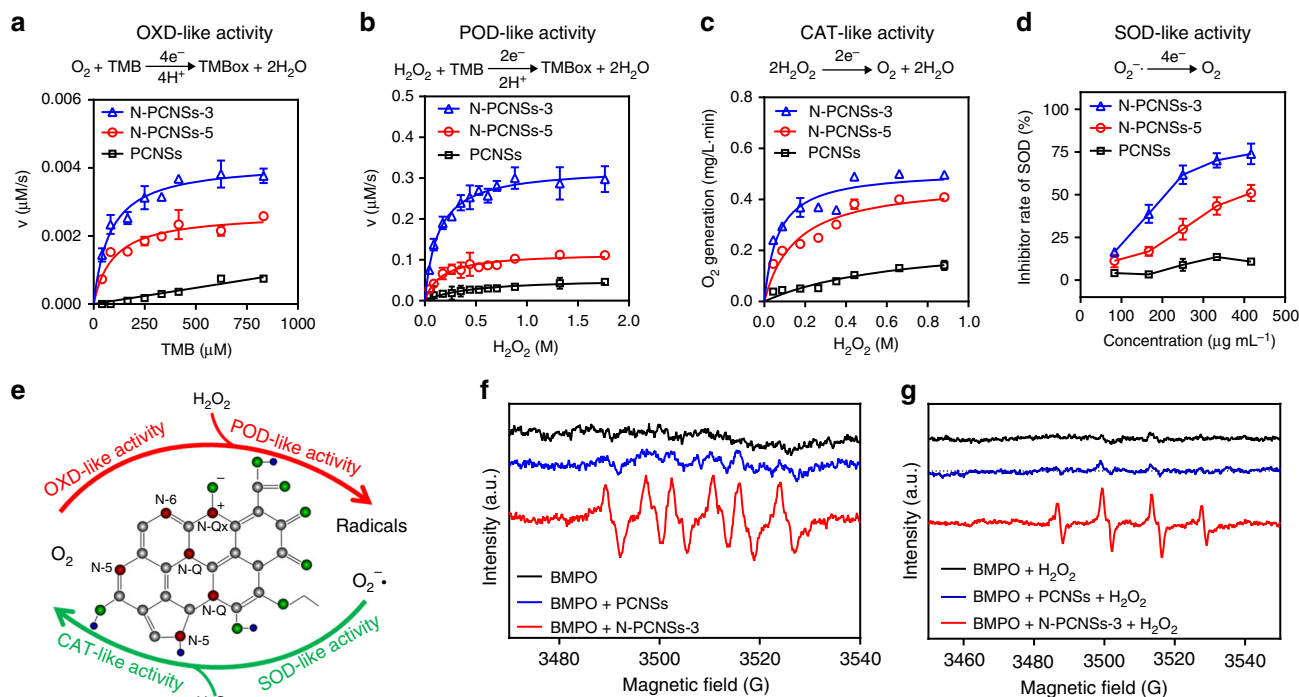 a
OXD-like activity
O₂ + TMB 4e⁻ 4H⁺ → TMBox + 2H₂O
0.006
0.004
0.002
0.000
v (µM/s)
N-PCNSs-3
N-PCNSs-5
PCNSs
0 250 500 750 1000
TMB (µM)
b
POD-like activity
H₂O₂ + TMB 2e⁻ 2H⁺ → TMBox + 2H₂O
0.5
0.4
0.3
0.2
0.1
0.0
v (µM/s)
N-PCNSs-3
N-PCNSs-5
PCNSs
0.0 0.5 1.0 1.5 2.0
H₂O₂ (M)
c
CAT-like activity
2H₂O₂ 2e⁻ → O₂ + 2H₂O
0.8
0.6
0.4
0.2
0.0
O₂ generation (mg/L·min)
N-PCNSs-3
N-PCNSs-5
PCNSs
0.0 0.2 0.4 0.6 0.8 1.0
H₂O₂ (M)
d
SOD-like activity
O₂⁻· 4e⁻ → O₂
100
75
50
25
0
Inhibitor rate of SOD (%)
N-PCNSs-3
N-PCNSs-5
PCNSs
0 100 200 300 400 500
Concentration (µg mL⁻¹)
e
H₂O₂
OXD-like activity
POD-like activity
−
+
N-6
N-Qx
Radicals
O₂
N-5
N-Q
O₂⁻•
N-Q
N-5
CAT-like activity
SOD-like activity
f
Intensity (a.u.)
BMPO
BMPO + PCNSs
BMPO + N-PCNSs-3
3480 3500 3520 3540
Magnetic field (G)
g
Intensity (a.u.)
BMPO + H₂O₂
BMPO + PCNSs + H₂O₂
BMPO + N-PCNSs-3 + H₂O₂
3450 3480 3510 3540
Magnetic field (G)